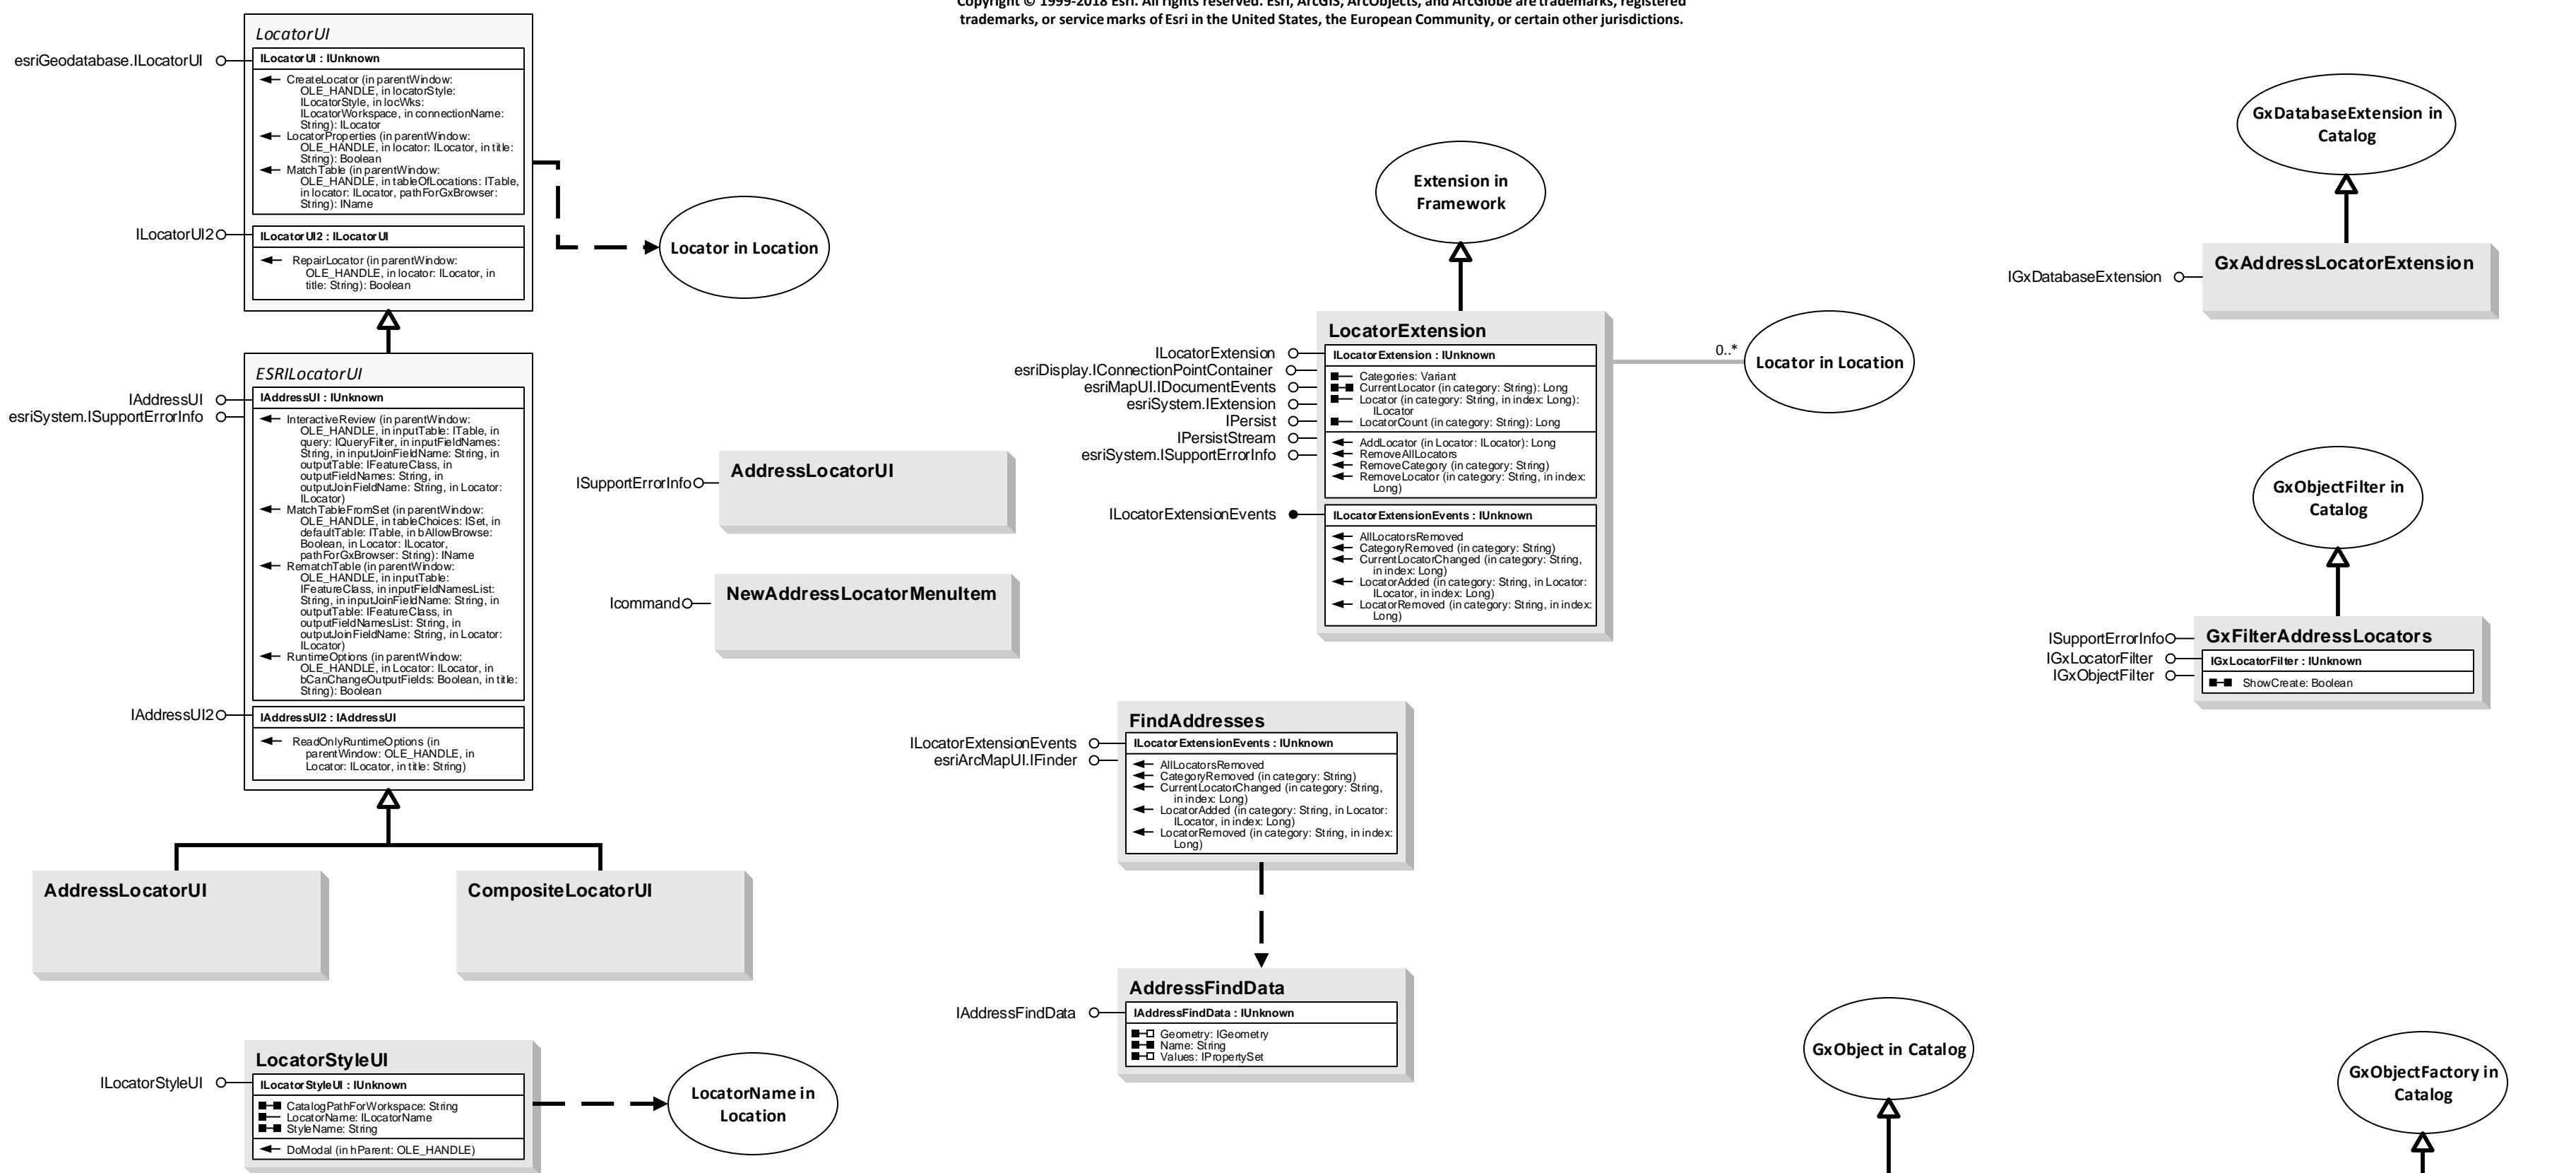 Copyright © 1999-2018 Esri. All rights reserved. Esri, ArcGIS, ArcObjects, and ArcGlobe are trademarks, registered
trademarks, or service marks of Esri in the United States, the European Community, or certain other jurisdictions.
LocatorUI
esriGeodatabase.ILocatorUI
ILocatorUI : IUnknown
CreateLocator (in parentWindow:
OLE_HANDLE, in locatorStyle:
ILocatorStyle, in locWks:
ILocatorWorkspace, in connectionName:
String): ILocator
LocatorProperties (in parentWindow:
OLE_HANDLE, in locator: ILocator, in title:
String): Boolean
MatchTable (in parentWindow:
OLE_HANDLE, in tableOfLocations: ITable,
in locator: ILocator, pathForGxBrowser:
String): IName
ILocatorUI2
ILocatorUI2 : ILocatorUI
RepairLocator (in parentWindow:
OLE_HANDLE, in locator: ILocator, in
title: String): Boolean
Locator in Location
ESRILocatorUI
IAddressUI
esriSystem.ISupportErrorInfo
IAddressUI : IUnknown
InteractiveReview (in parentWindow:
OLE_HANDLE, in inputTable: ITable, in
query: IQueryFilter, in inputFieldNames:
String, in inputJoinFieldName: String, in
outputTable: IFeatureClass, in
outputFieldNames: String, in
outputJoinFieldName: String, in Locator:
ILocator)
MatchTableFromSet (in parentWindow:
OLE_HANDLE, in tableChoices: ISet, in
defaultTable: ITable, in bAllowBrowse:
Boolean, in Locator: ILocator,
pathForGxBrowser: String): IName
RematchTable (in parentWindow:
OLE_HANDLE, in inputTable:
IFeatureClass, in inputFieldNamesList:
String, in inputJoinFieldName: String, in
outputTable: IFeatureClass, in
outputFieldNamesList: String, in
outputJoinFieldName: String, in Locator:
ILocator)
RuntimeOptions (in parentWindow:
OLE_HANDLE, in Locator: ILocator, in
bCanChangeOutputFields: Boolean, in title:
String): Boolean
IAddressUI2
IAddressUI2 : IAddressUI
ReadOnlyRuntimeOptions (in
parentWindow: OLE_HANDLE, in
Locator: ILocator, in title: String)
AddressLocatorUI
CompositeLocatorUI
LocatorStyleUI
ILocatorStyleUI
ILocatorStyleUI : IUnknown
CatalogPathForWorkspace: String
LocatorName: ILocatorName
StyleName: String
DoModal (in hParent: OLE_HANDLE)
LocatorName in
Location
ISupportErrorInfo
AddressLocatorUI
Icommand
NewAddressLocatorMenuItem
Extension in
Framework
LocatorExtension
ILocatorExtension
esriDisplay.IConnectionPointContainer
esriMapUI.IDocumentEvents
esriSystem.IExtension
IPersist
IPersistStream
esriSystem.ISupportErrorInfo
ILocatorExtension : IUnknown
Categories: Variant
CurrentLocator (in category: String): Long
Locator (in category: String, in index: Long):
ILocator
LocatorCount (in category: String): Long
AddLocator (in Locator: ILocator): Long
RemoveAllLocators
RemoveCategory (in category: String)
RemoveLocator (in category: String, in index:
Long)
ILocatorExtensionEvents
ILocatorExtensionEvents : IUnknown
AllLocatorsRemoved
CategoryRemoved (in category: String)
CurrentLocatorChanged (in category: String,
in index: Long)
LocatorAdded (in category: String, in Locator:
ILocator, in index: Long)
LocatorRemoved (in category: String, in index:
Long)
0..*
Locator in Location
FindAddresses
ILocatorExtensionEvents
esriArcMapUI.IFinder
ILocatorExtensionEvents : IUnknown
AllLocatorsRemoved
CategoryRemoved (in category: String)
CurrentLocatorChanged (in category: String,
in index: Long)
LocatorAdded (in category: String, in Locator:
ILocator, in index: Long)
LocatorRemoved (in category: String, in index:
Long)
AddressFindData
IAddressFindData
IAddressFindData : IUnknown
Geometry: IGeometry
Name: String
Values: IPropertySet
GxDatabaseExtension in
Catalog
IGxDatabaseExtension
GxAddressLocatorExtension
GxObjectFilter in
Catalog
ISupportErrorInfo
IGxLocatorFilter
IGxObjectFilter
GxFilterAddressLocators
IGxLocatorFilter : IUnknown
ShowCreate: Boolean
GxObject in Catalog
GxObjectFactory in
Catalog